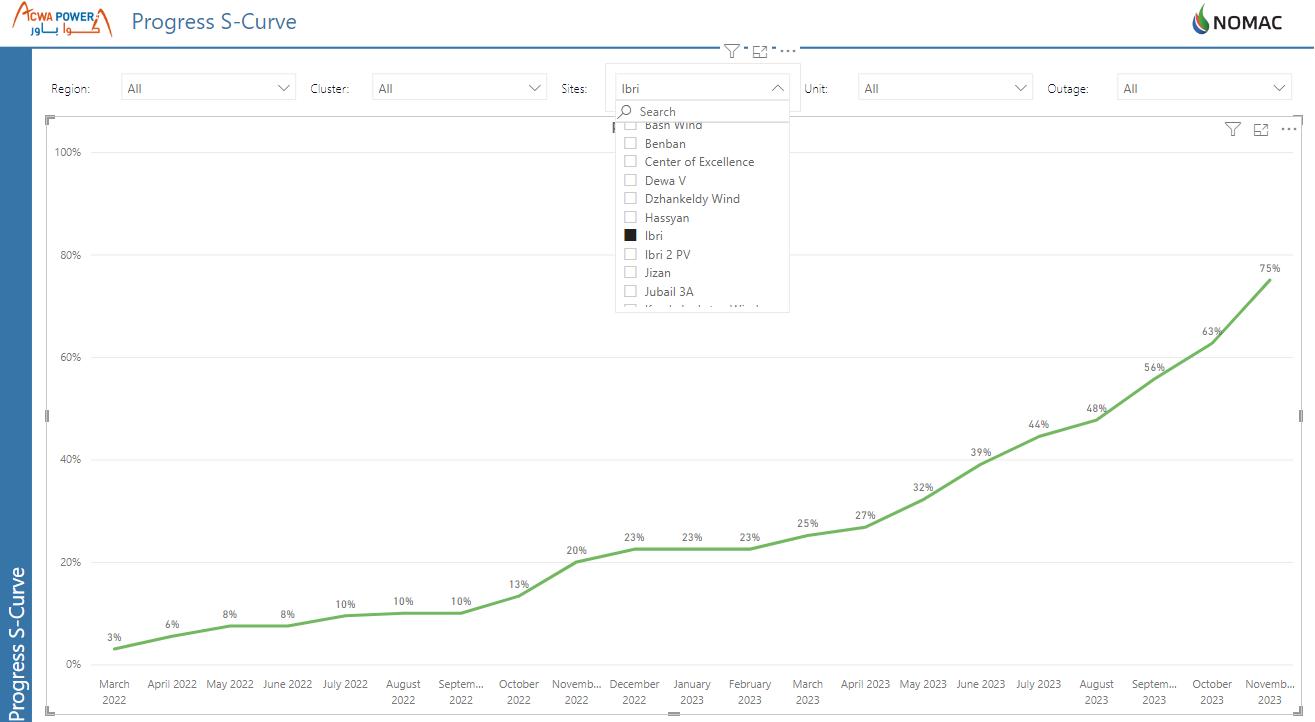 ACWA POWER
أكوا باور
Progress S-Curve
NOMAC
Region: All Cluster: All Sites: Ibri Unit: All Outage: All
Search
Bash Wind
Benban
Center of Excellence
Dewa V
Dzhankeldy Wind
Hassyan
Ibri
Ibri 2 PV
Jizan
Jubail 3A
100%
80%
60%
40%
20%
0%
3%
6%
8%
8%
10%
10%
10%
13%
20%
23%
23%
23%
25%
27%
32%
39%
44%
48%
56%
63%
75%
March 2022
April 2022
May 2022
June 2022
July 2022
August 2022
Septem... 2022
October 2022
Novemb... 2022
December 2022
January 2023
February 2023
March 2023
April 2023
May 2023
June 2023
July 2023
August 2023
Septem... 2023
October 2023
Novemb... 2023
Progress S-Curve